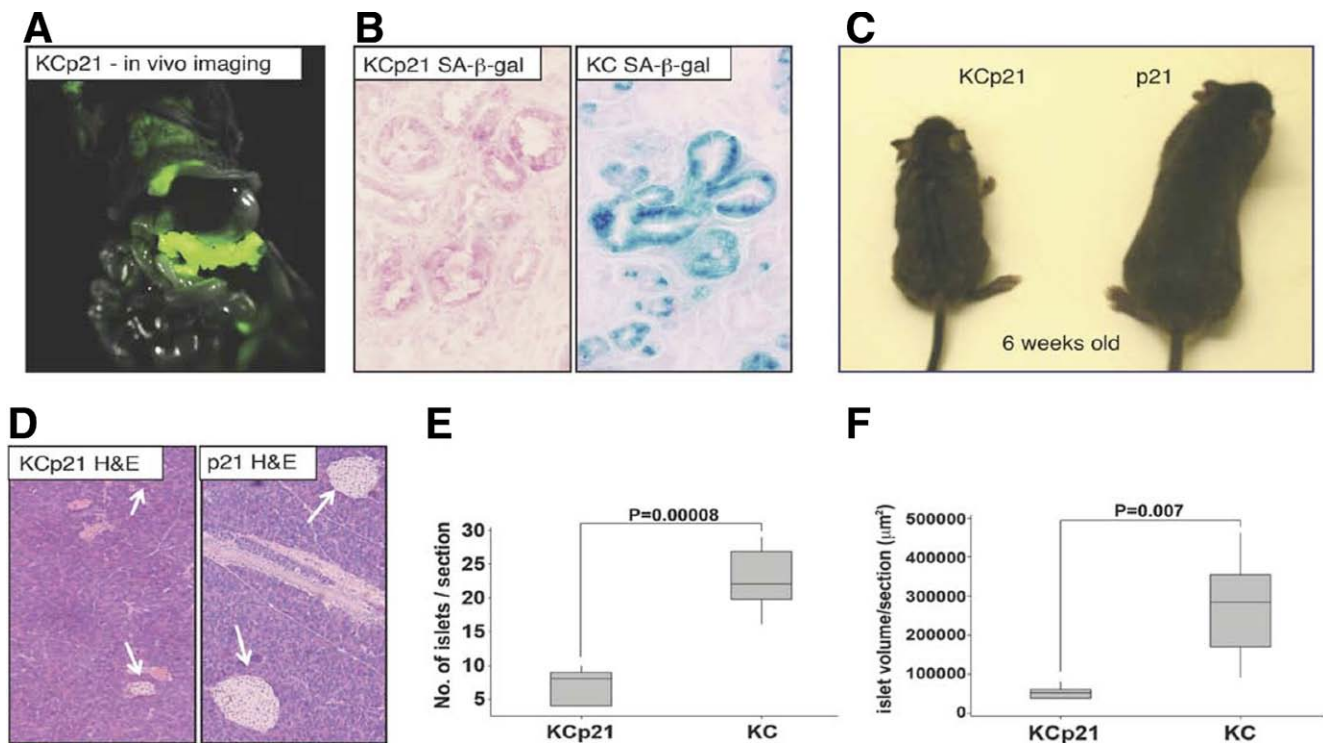 A
KCp21 - in vivo imaging
B
KCp21 SA-β-gal
KC SA-β-gal
C
KCp21
p21
6 weeks old
D
KCp21 H&E
p21 H&E
E
P=0.00008
No. of islets / section
30
25
20
15
10
5
KCp21
KC
F
P=0.007
islet volume/section (μm²)
500000
400000
300000
200000
100000
0
KCp21
KC